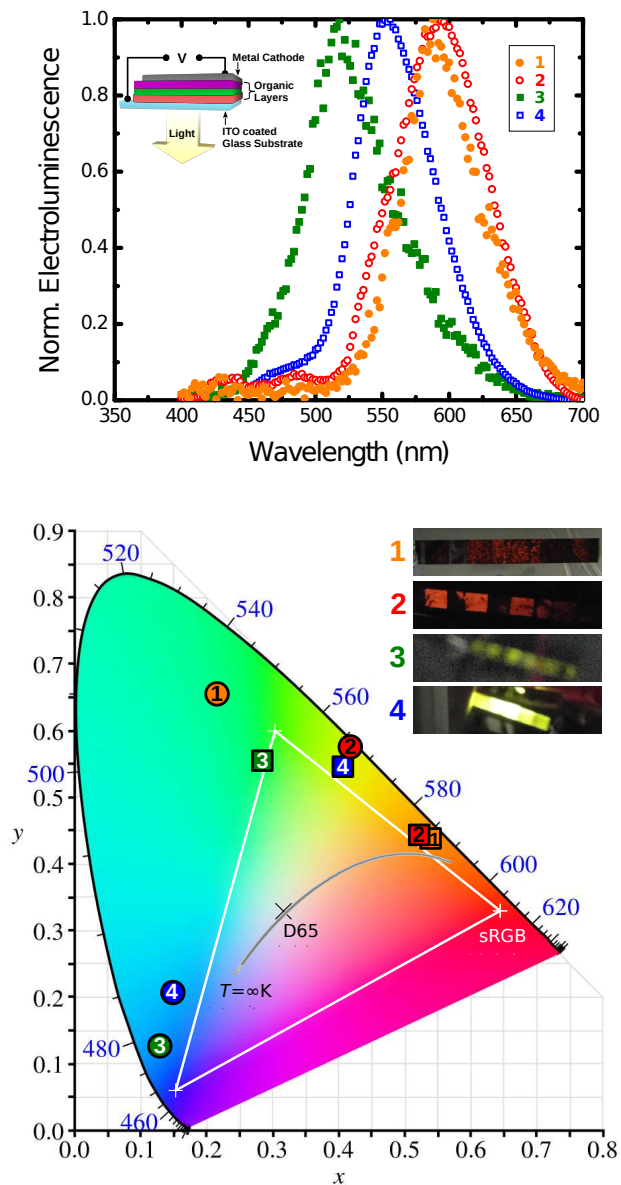 V
Metal Cathode
Organic
Layers
Light
ITO coated
Glass Substrate
1
2
3
4
Norm. Electroluminescence
1.0
0.8
0.6
0.4
0.2
0.0
350 400 450 500 550 600 650 700
Wavelength (nm)
0.9
0.8
0.7
0.6
0.5
0.4
0.3
0.2
0.1
0.0
y
520
540
560
500
580
600
620
480
460
1
2
3
4
1
2
3
4
2
1
D65
sRGB
T=∞K
4
3
0.0 0.1 0.2 0.3 0.4 0.5 0.6 0.7 0.8
x